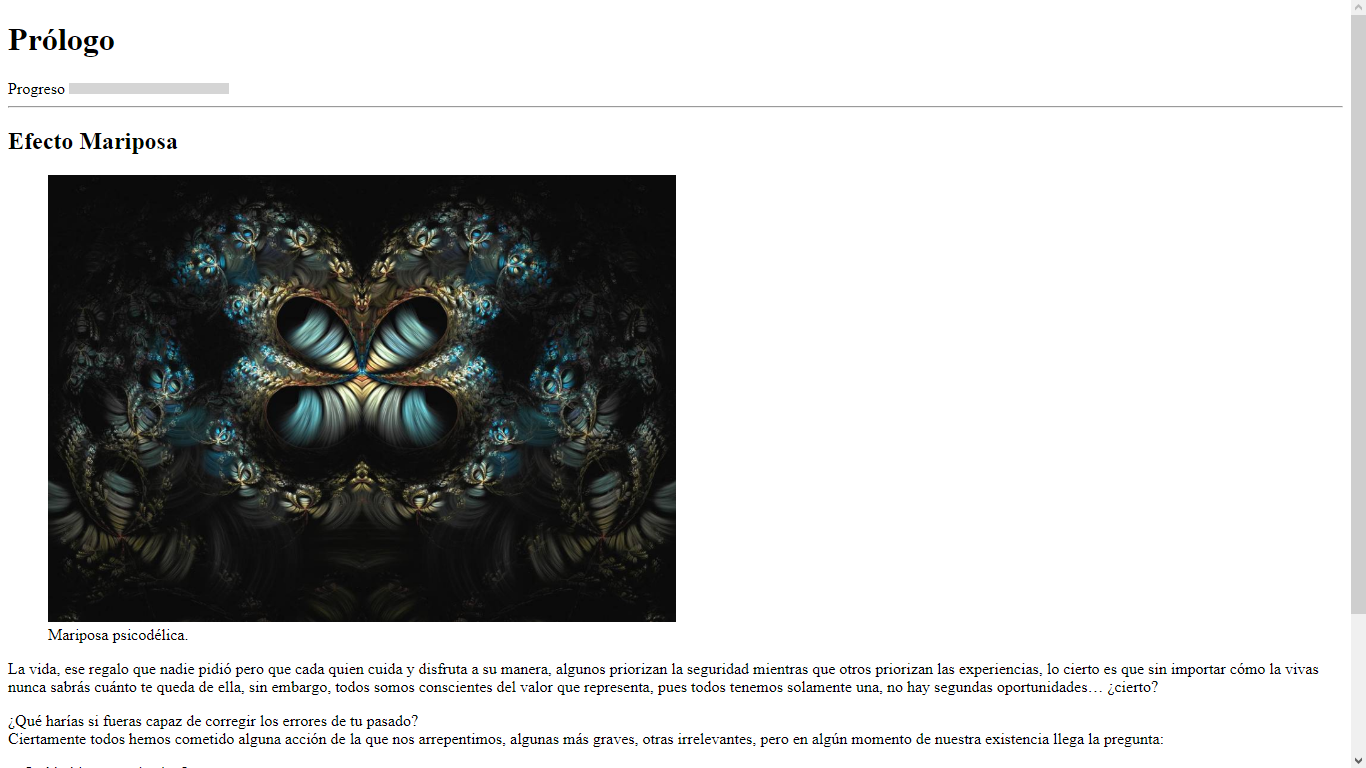 Prólogo
Progreso
Efecto Mariposa
Mariposa psicodélica.
La vida, ese regalo que nadie pidió pero que cada quien cuida y disfruta a su manera, algunos priorizan la seguridad mientras que otros priorizan las experiencias, lo cierto es que sin importar cómo la vivas
nunca sabrás cuánto te queda de ella, sin embargo, todos somos conscientes del valor que representa, pues todos tenemos solamente una, no hay segundas oportunidades… ¿cierto?
¿Qué harías si fueras capaz de corregir los errores de tu pasado?
Ciertamente todos hemos cometido alguna acción de la que nos arrepentimos, algunas más graves, otras irrelevantes, pero en algún momento de nuestra existencia llega la pregunta: